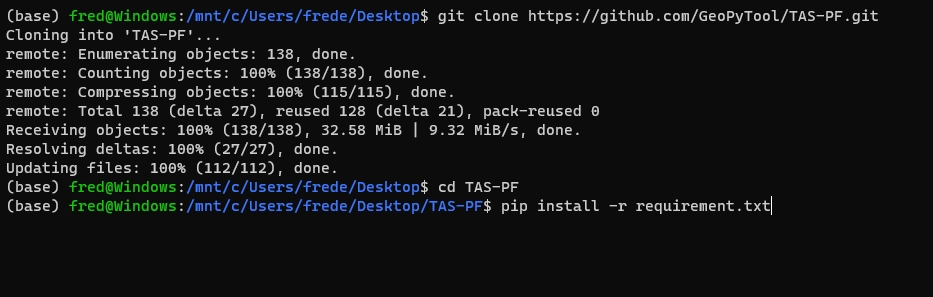 (base) fred@Windows:/mnt/c/Users/frede/Desktop$ git clone https://github.com/GeoPyTool/TAS-PF.git
Cloning into 'TAS-PF'...
remote: Enumerating objects: 138, done.
remote: Counting objects: 100% (138/138), done.
remote: Compressing objects: 100% (115/115), done.
remote: Total 138 (delta 27), reused 128 (delta 21), pack-reused 0
Receiving objects: 100% (138/138), 32.58 MiB | 9.32 MiB/s, done.
Resolving deltas: 100% (27/27), done.
Updating files: 100% (112/112), done.
(base) fred@Windows:/mnt/c/Users/frede/Desktop$ cd TAS-PF
(base) fred@Windows:/mnt/c/Users/frede/Desktop/TAS-PF$ pip install -r requirement.txt